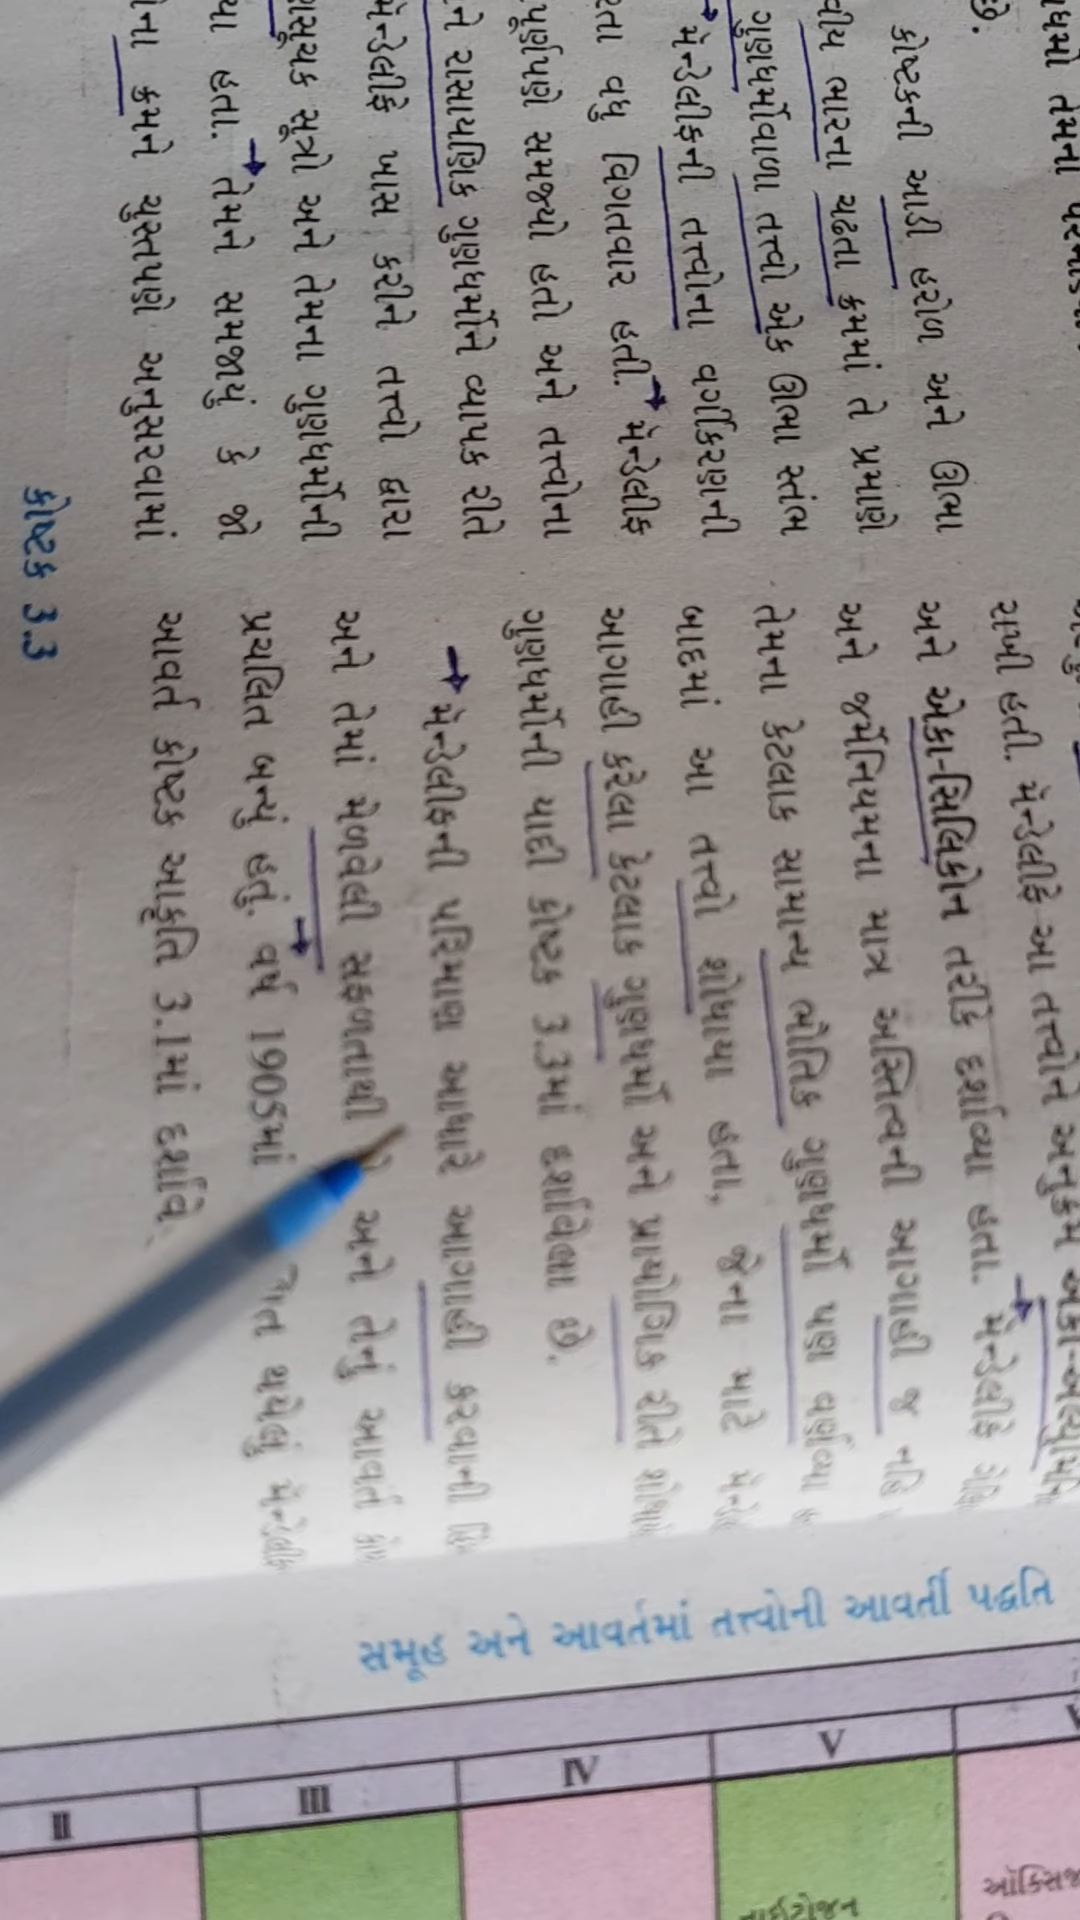 ધર્મો તેમના
છે.
કોષ્ટકની આડી હરોળ અને ઊભા
ભારના ચઢતા ક્રમમાં તે પ્રમાણે
ગુણધર્મોવાળા તત્ત્વો એક ઊભા સ્તંભ
મેન્ડેલીફની તત્ત્વોના વર્ગીકરણની
વધુ વિગતવાર હતી. મેન્ડેલીફ
સમજ્યો હતો અને તત્ત્વોના
રાસાયણિક ગુણધર્મોને વ્યાપક રીતે
મેન્ડેલીફે ખાસ કરીને તત્ત્વો દ્વારા
સૂત્રો અને તેમના ગુણધર્મોની
હતા. તેમને સમજાયું કે જો
ક્રમને ચુસ્તપણે અનુસરવામાં
રાખી હતી. મેન્ડેલીફે આ તત્ત્વોને અનુક્રમે
અને એકા-સિલિકોન તરીકે દર્શાવ્યા હતા. મેન્ડેલીફે
અને જર્મેનિયમના માત્ર અસ્તિત્વની આગાહી જ નહિ
તેમના કેટલાક સામાન્ય ભૌતિક ગુણધર્મો પણ વર્ણવ્યા
બાદમાં આ તત્ત્વો શોધાયા હતા, જેના માટે
આગાહી કરેલા કેટલાક ગુણધર્મો અને પ્રાયોગિક રીતે
ગુણધર્મોની યાદી કોષ્ટક 3.3માં દર્શાવેલા છે.
મેન્ડેલીફની પરિમાણ આધારે આગાહી કરવાની
અને તેમાં મેળવેલી સફળતાથી અને તેનું આવર્ત
પ્રચલિત બન્યું હતું. વર્ષ 1905માં થયેલું
આવર્ત કોષ્ટક આકૃતિ 3.1માં દર્શાવે
કોષ્ટક 3.3
સમૂહ અને આવર્તમાં તત્ત્વોની આવર્તી પદ્ધતિ
II III IV V
નાઈટ્રોજન